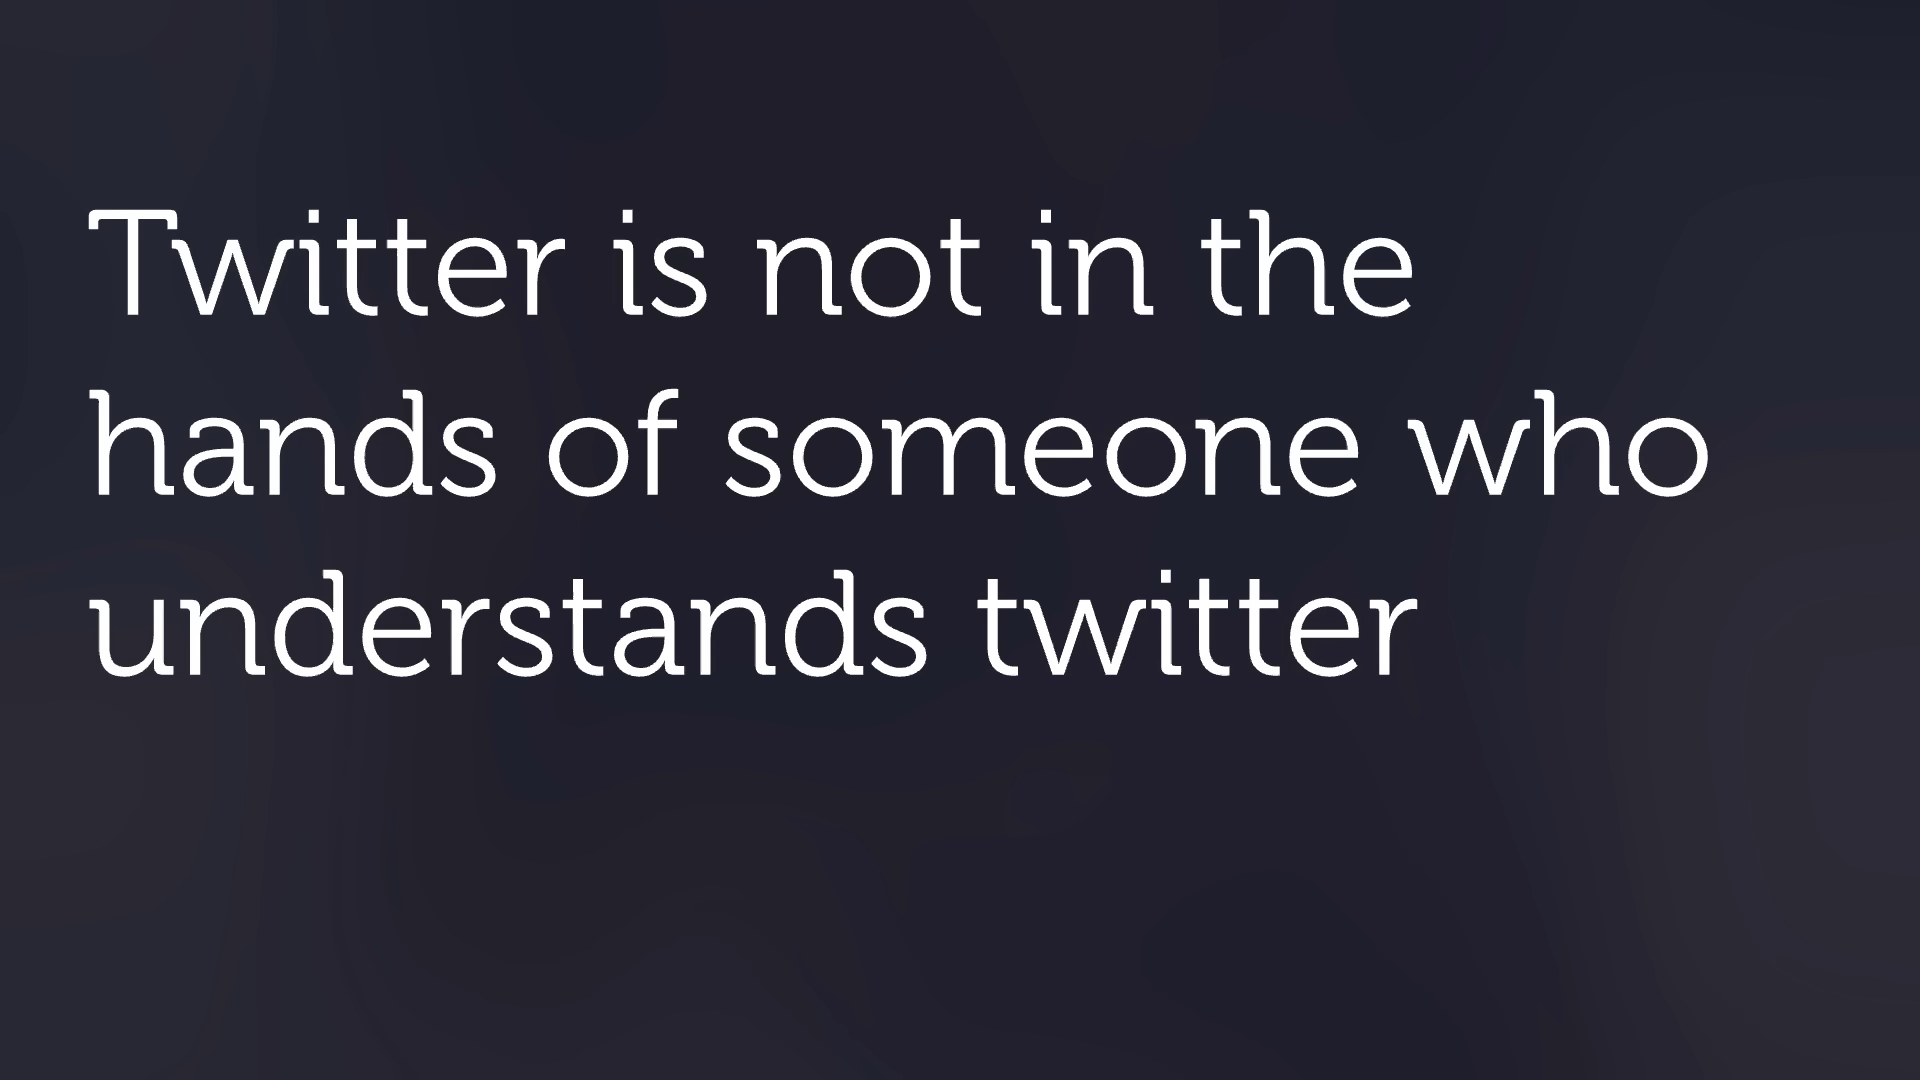 Twitter is not in the
hands of someone who
understands twitter